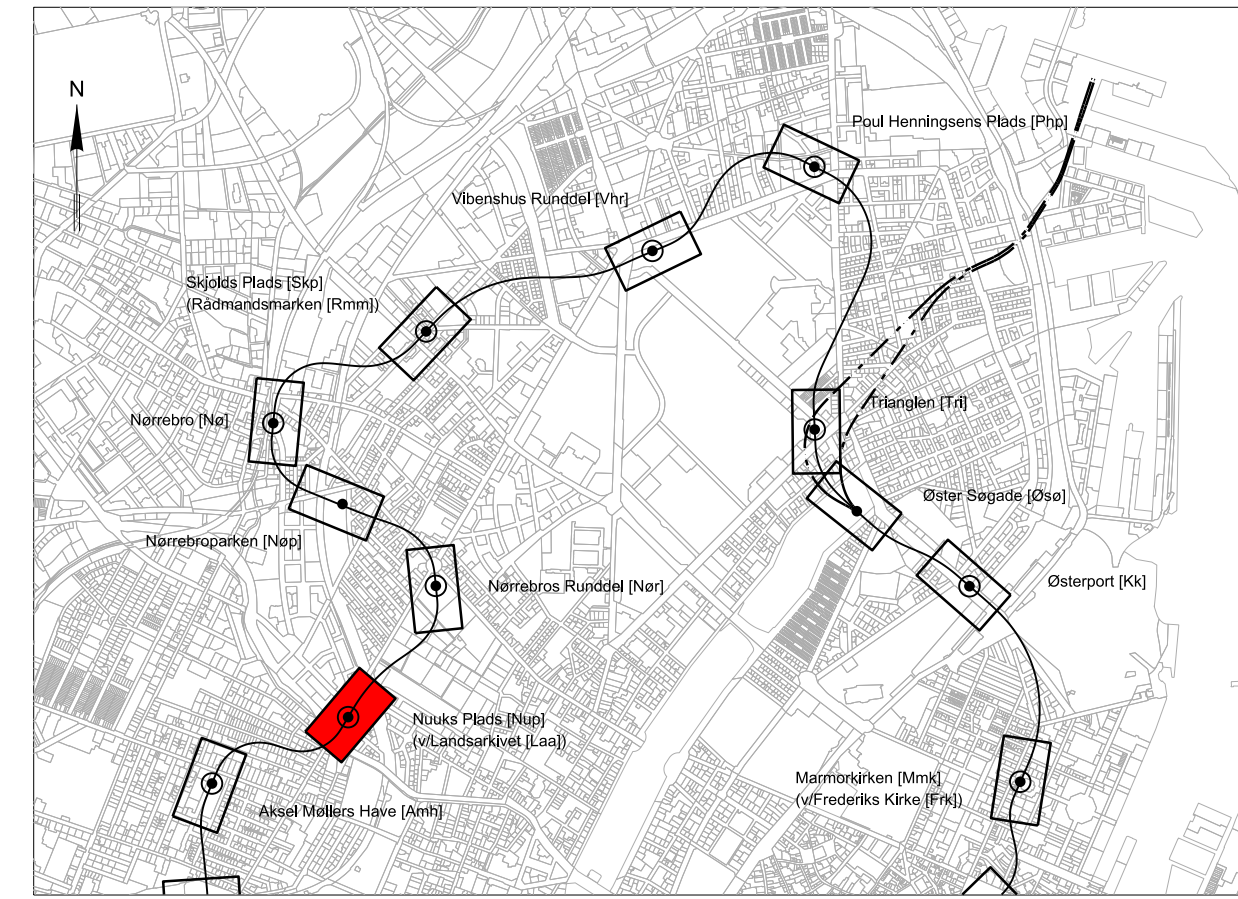 N
Poul Henningsens Plads [Php]
Vibenshus Runddel [Vhr]
Skjolds Plads [Skp]
(Rådmandsmarken [Rmm])
Trianglen [Tri]
Nørrebro [Nø]
Øster Søgade [Øsø]
Nørrebroparken [Nøp]
Østerport [Kk]
Nørrebros Runddel [Nør]
Nuuks Plads [Nup]
(v/Landsarkivet [Laa])
Marmorkirken [Mmk]
(v/Frederiks Kirke [Frk])
Aksel Møllers Have [Amh]